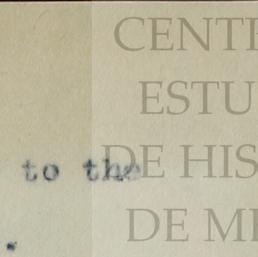 CENT
ESTU
to the
DE HIS
DE M
.